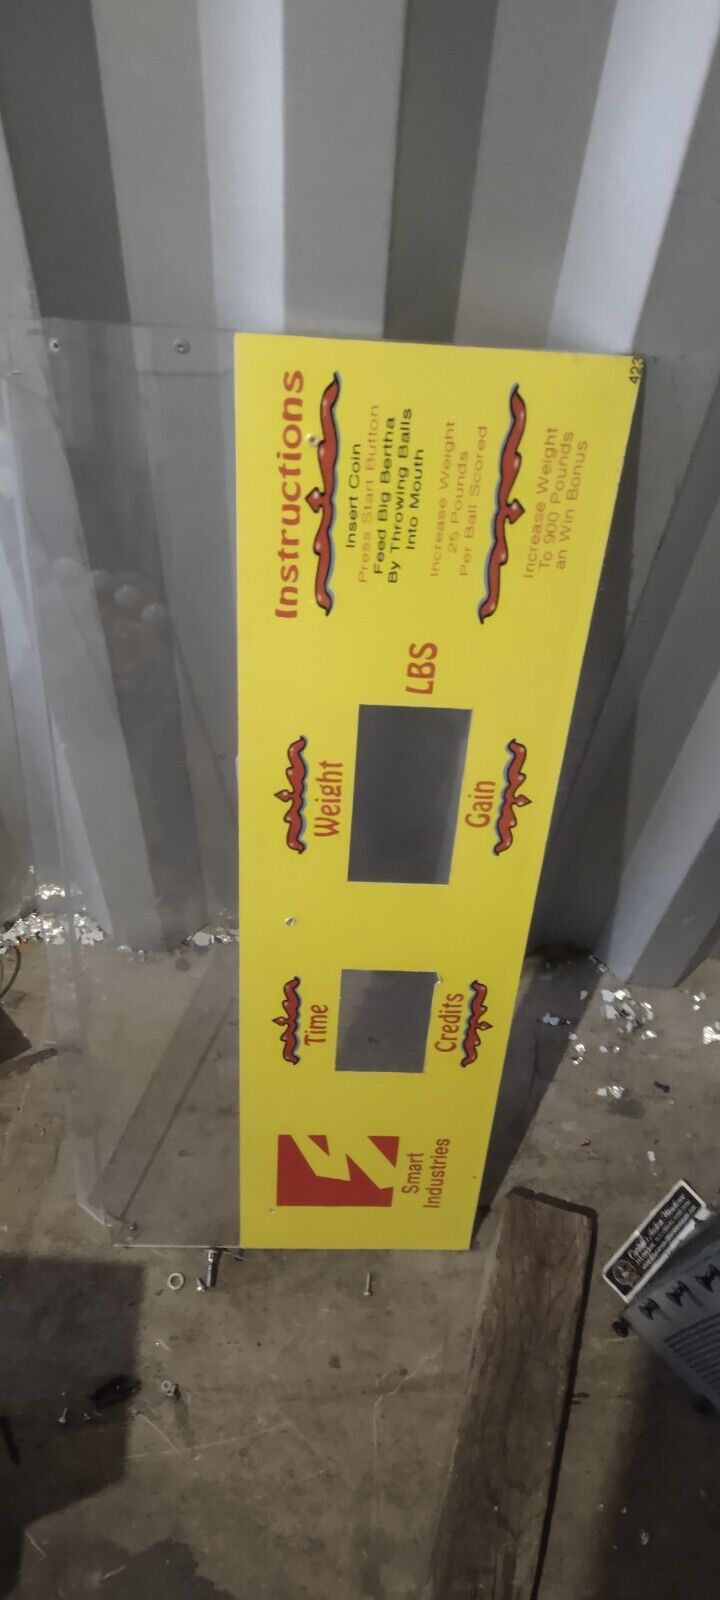 Instructions
Insert Coin
Press Start Button
Feed Big Bertha
By Throwing Balls
Into Mouth
Increase Weight
25 Pounds
Per Ball Scored
Increase Weight
To 900 Pounds
an Win Bonus
423
LBS
Weight
Gain
Time
Credits
Smart
Industries